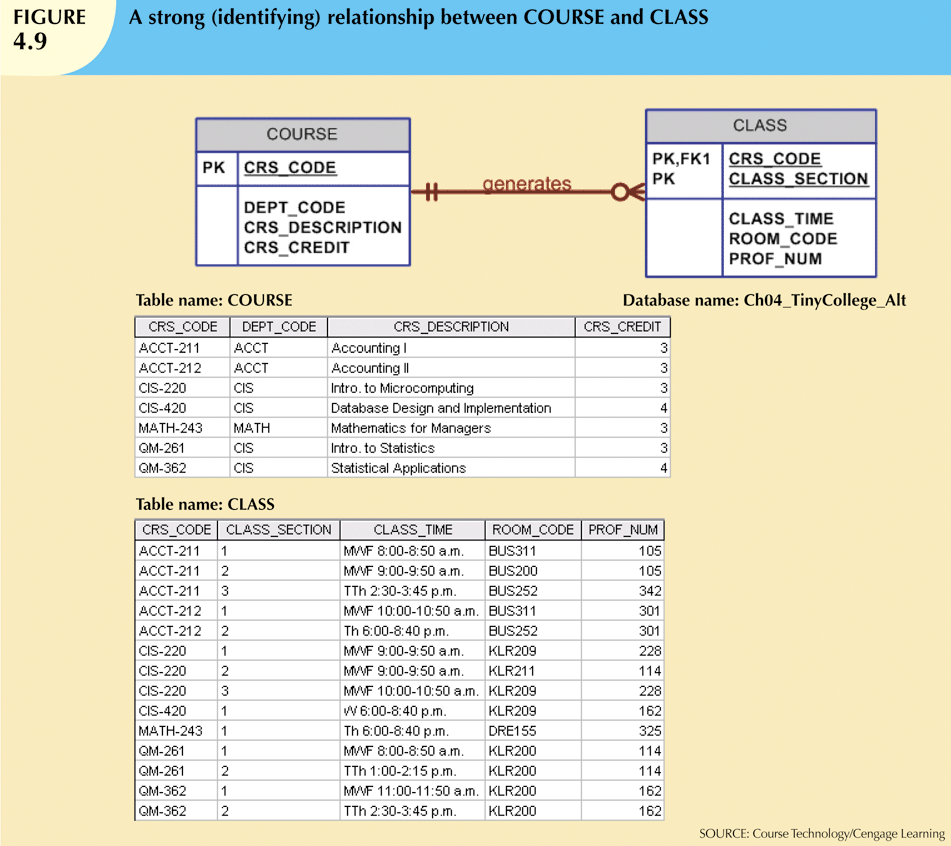 FIGURE
4.9
A strong (identifying) relationship between COURSE and CLASS
COURSE
PK CRS_CODE
DEPT_CODE
CRS_DESCRIPTION
CRS_CREDIT
generates
CLASS
PK,FK1 CRS_CODE
PK CLASS_SECTION
CLASS_TIME
ROOM_CODE
PROF_NUM
Table name: COURSE
Database name: Ch04_TinyCollege_Alt
CRS_CODE DEPT_CODE CRS_DESCRIPTION CRS_CREDIT
ACCT-211 ACCT Accounting I 3
ACCT-212 ACCT Accounting II 3
CIS-220 CIS Intro. to Microcomputing 3
CIS-420 CIS Database Design and Implementation 4
MATH-243 MATH Mathematics for Managers 3
QM-261 CIS Intro. to Statistics 3
QM-362 CIS Statistical Applications 4
Table name: CLASS
CRS_CODE CLASS_SECTION CLASS_TIME ROOM_CODE PROF_NUM
ACCT-211 1 MWF 8:00-8:50 a.m. BUS311 105
ACCT-211 2 MWF 9:00-9:50 a.m. BUS200 105
ACCT-211 3 TTh 2:30-3:45 p.m. BUS252 342
ACCT-212 1 MWF 10:00-10:50 a.m. BUS311 301
ACCT-212 2 Th 6:00-8:40 p.m. BUS252 301
CIS-220 1 MWF 9:00-9:50 a.m. KLR209 228
CIS-220 2 MWF 9:00-9:50 a.m. KLR211 114
CIS-220 3 MWF 10:00-10:50 a.m. KLR209 228
CIS-420 1 W 6:00-8:40 p.m. KLR209 162
MATH-243 1 Th 6:00-8:40 p.m. DRE155 325
QM-261 1 MWF 8:00-8:50 a.m. KLR200 114
QM-261 2 TTh 1:00-2:15 p.m. KLR200 114
QM-362 1 MWF 11:00-11:50 a.m. KLR200 162
QM-362 2 TTh 2:30-3:45 p.m. KLR200 162
SOURCE: Course Technology/Cengage Learning